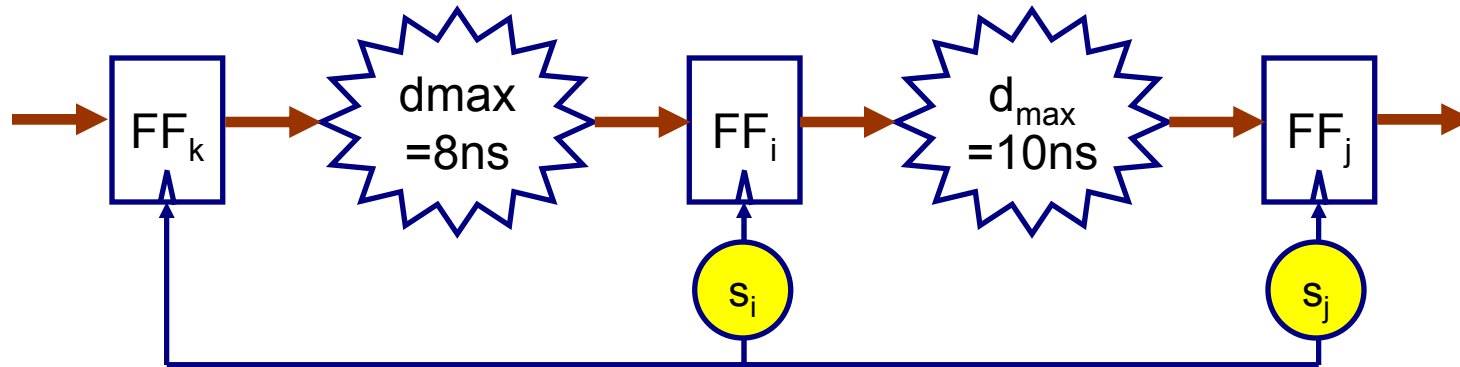 FFk
dmax
=8ns
FFi
dmax
=10ns
FFj
si
sj